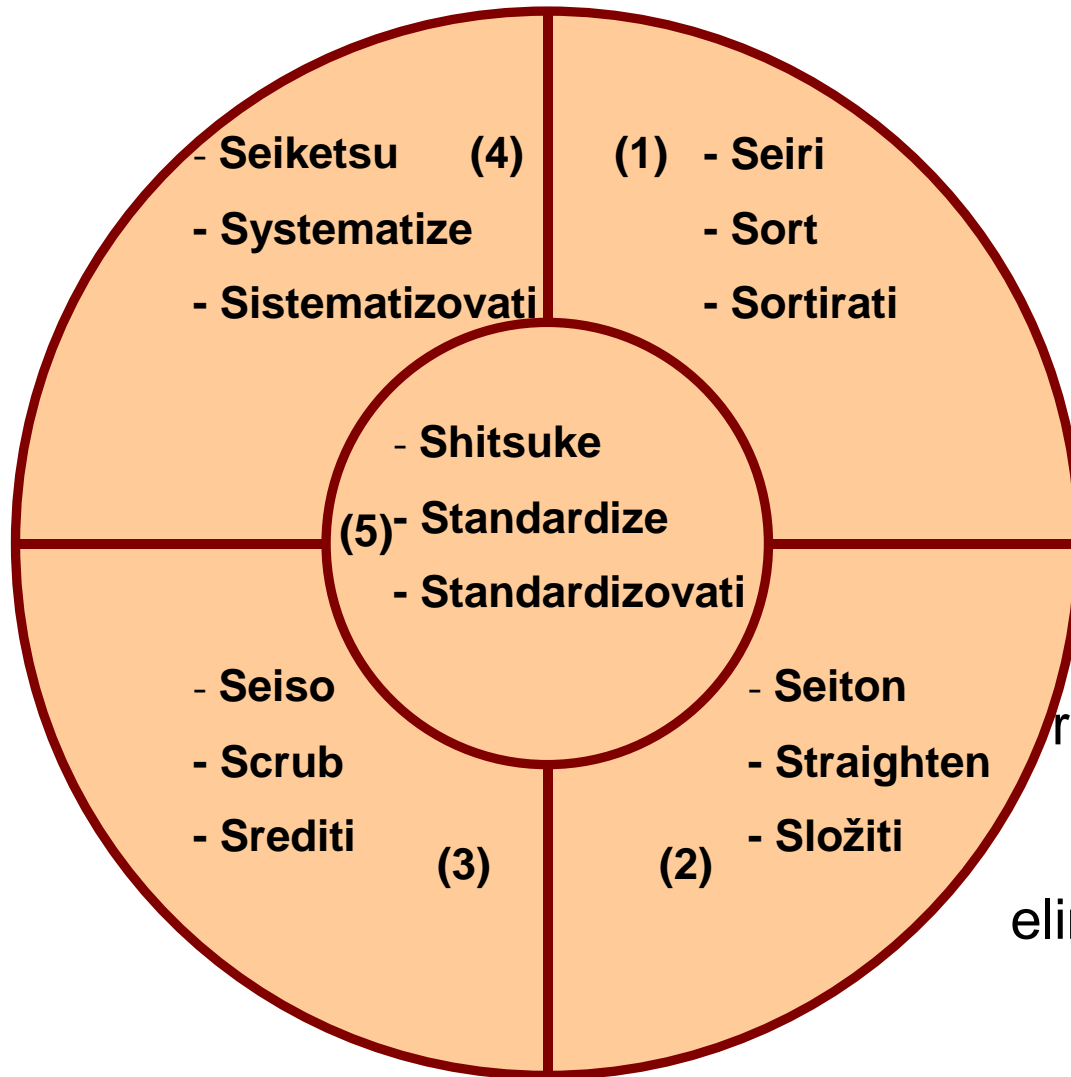 (1)
- Seiri
- Sort
- Sortirati
(2)
- Seiton
- Straighten
- Složiti
(3)
- Seiso
- Scrub
- Srediti
(4)
- Seiketsu
- Systematize
- Sistematizovati
(5)
- Shitsuke
- Standardize
- Standardizovati